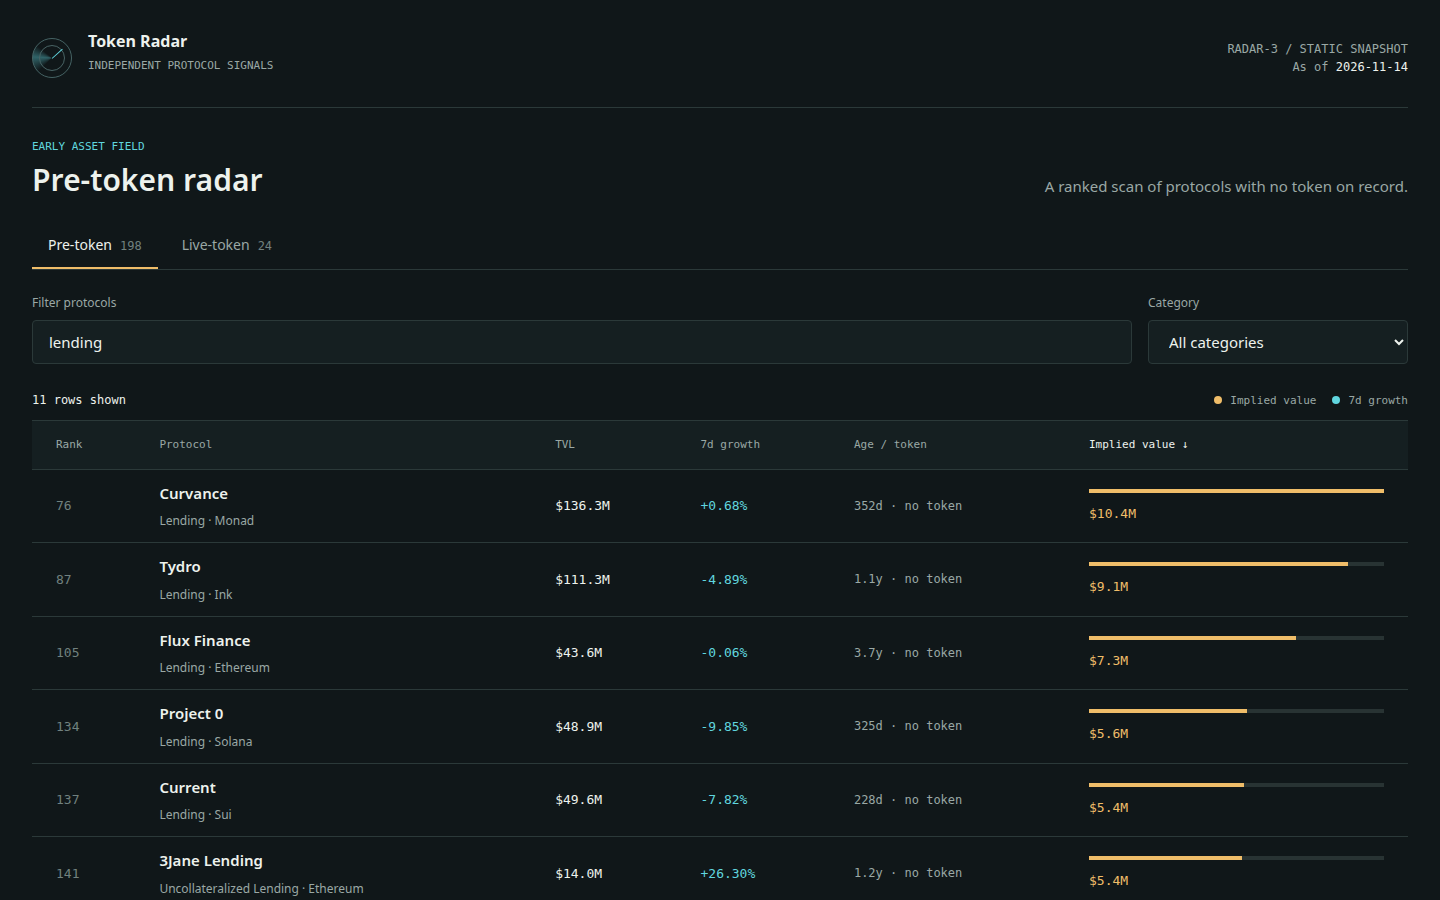 Token Radar
INDEPENDENT PROTOCOL SIGNALS
RADAR-3 / STATIC SNAPSHOT
As of 2026-11-14
EARLY ASSET FIELD
Pre-token radar
A ranked scan of protocols with no token on record.
Pre-token 198 Live-token 24
Filter protocols Category
lending All categories
11 rows shown Implied value 7d growth
Rank Protocol TVL 7d growth Age / token Implied value ↓
76 Curvance $136.3M +0.68% 352d · no token $10.4M
Lending · Monad
87 Tydro $111.3M -4.89% 1.1y · no token $9.1M
Lending · Ink
105 Flux Finance $43.6M -0.06% 3.7y · no token $7.3M
Lending · Ethereum
134 Project 0 $48.9M -9.85% 325d · no token $5.6M
Lending · Solana
137 Current $49.6M -7.82% 228d · no token $5.4M
Lending · Sui
141 3Jane Lending $14.0M +26.30% 1.2y · no token $5.4M
Uncollateralized Lending · Ethereum